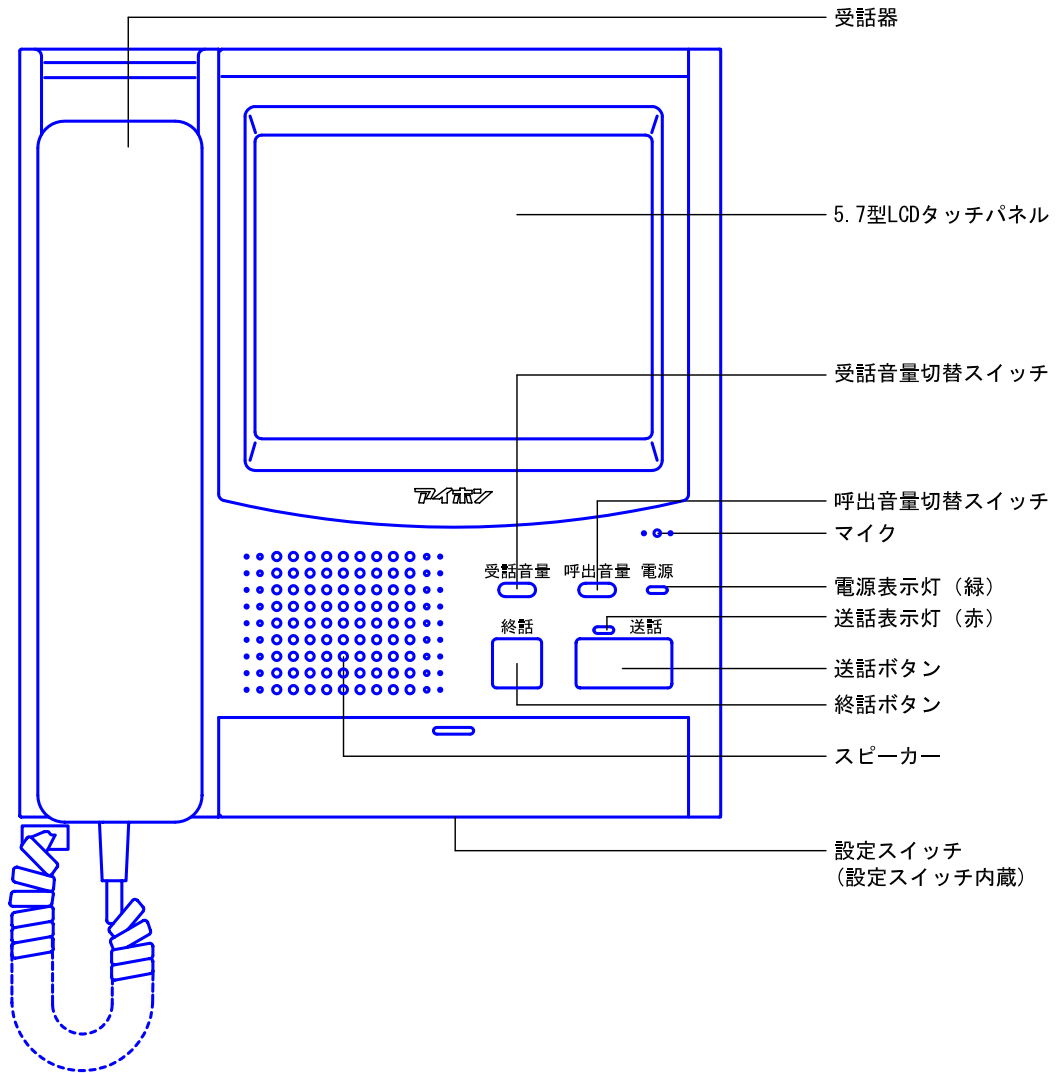 受話器
5.7型LCDタッチパネル
受話音量切替スイッチ
アイホン
呼出音量切替スイッチ
マイク
受話音量 呼出音量 電源
電源表示灯（緑）
送話表示灯（赤）
終話 送話
送話ボタン
終話ボタン
スピーカー
設定スイッチ
（設定スイッチ内蔵）